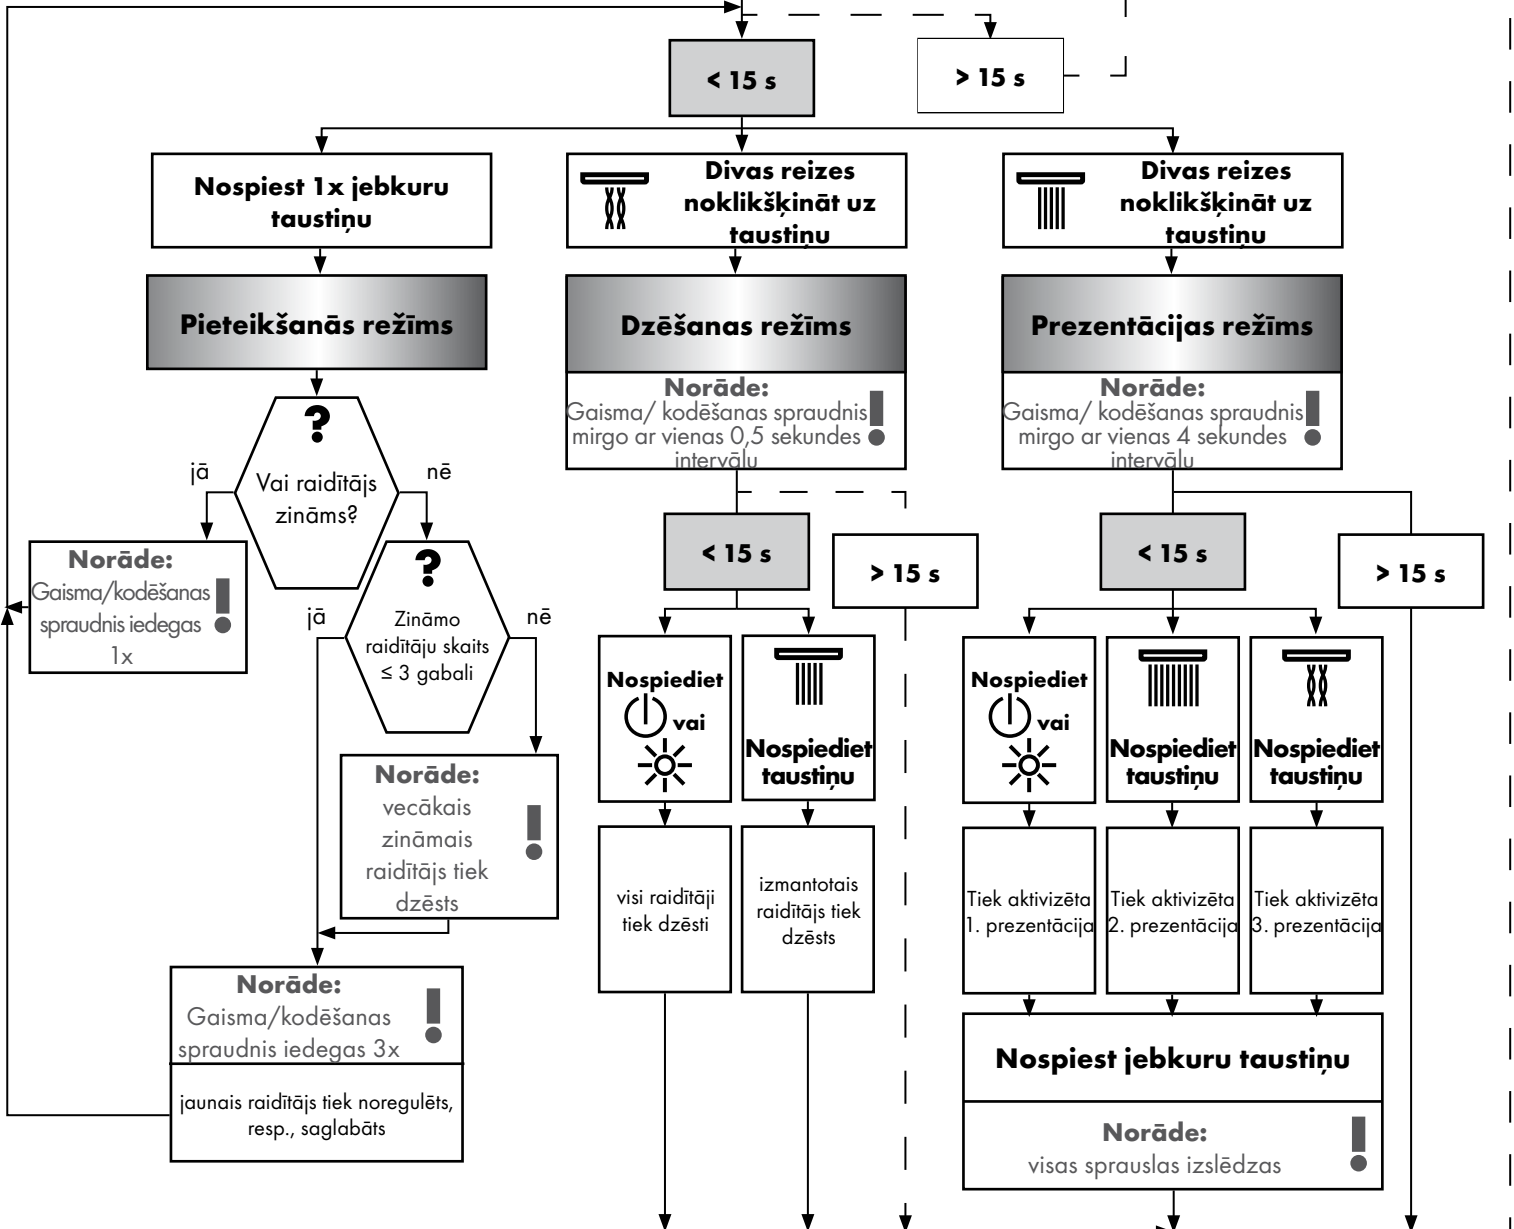 < 15 s
> 15 s
Nospiest 1x jebkuru
taustiņu
Divas reizes
noklikšķināt uz
taustiņu
Divas reizes
noklikšķināt uz
taustiņu
Pieteikšanās režīms
Dzēšanas režīms
Prezentācijas režīms
Norāde:
Gaisma/ kodēšanas spraudnis
mirgo ar vienas 0,5 sekundes
intervālu
!
Norāde:
Gaisma/ kodēšanas spraudnis
mirgo ar vienas 4 sekundes
intervālu
!
?
Vai raidītājs
zināms?
jā
nē
Norāde:
Gaisma/kodēšanas
spraudnis iedegas
1x
!
?
Zināmo
raidītāju skaits
≤ 3 gabali
jā
nē
Norāde:
vecākais
zināmais
raidītājs tiek
dzēsts
!
Norāde:
Gaisma/kodēšanas
spraudnis iedegas 3x
!
jaunais raidītājs tiek noregulēts,
resp., saglabāts
< 15 s
> 15 s
Nospiediet
vai
Nospiediet
taustiņu
visi raidītāji
tiek dzēsti
izmantotais
raidītājs tiek
dzēsts
< 15 s
> 15 s
Nospiediet
vai
Nospiediet
taustiņu
Nospiediet
taustiņu
Tiek aktivizēta
1. prezentācija
Tiek aktivizēta
2. prezentācija
Tiek aktivizēta
3. prezentācija
Nospiest jebkuru taustiņu
Norāde:
visas sprauslas izslēdzas
!